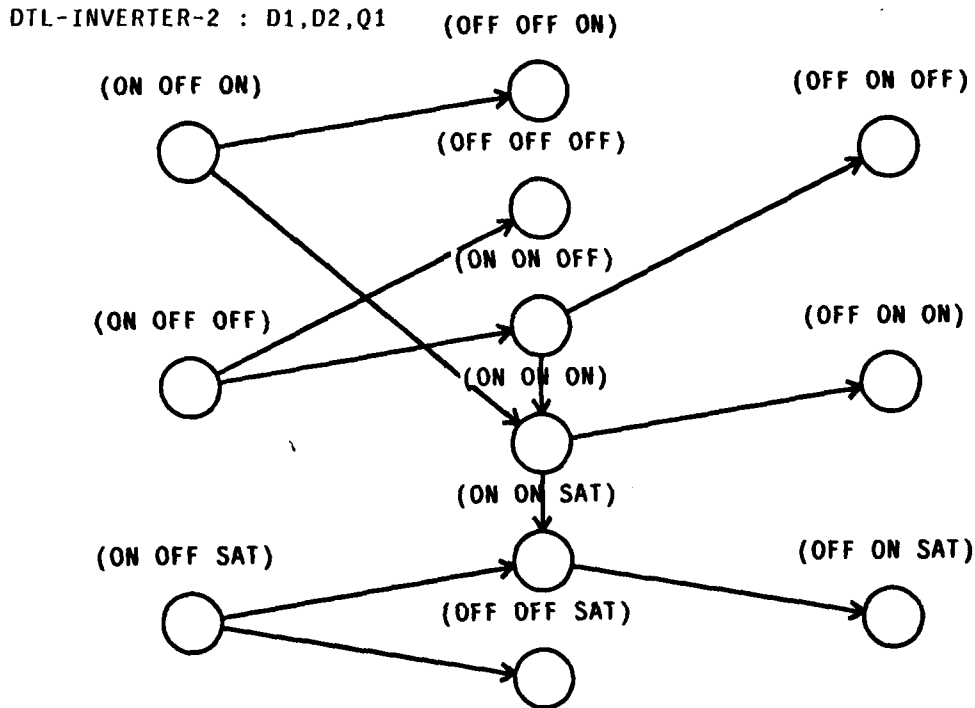 DTL-INVERTER-2 : D1,D2,Q1
(OFF OFF ON)
(ON OFF ON)
(OFF ON OFF)
(OFF OFF OFF)
(ON ON OFF)
(ON OFF OFF)
(OFF ON ON)
(ON ON ON)
(ON ON SAT)
(ON OFF SAT)
(OFF ON SAT)
(OFF OFF SAT)